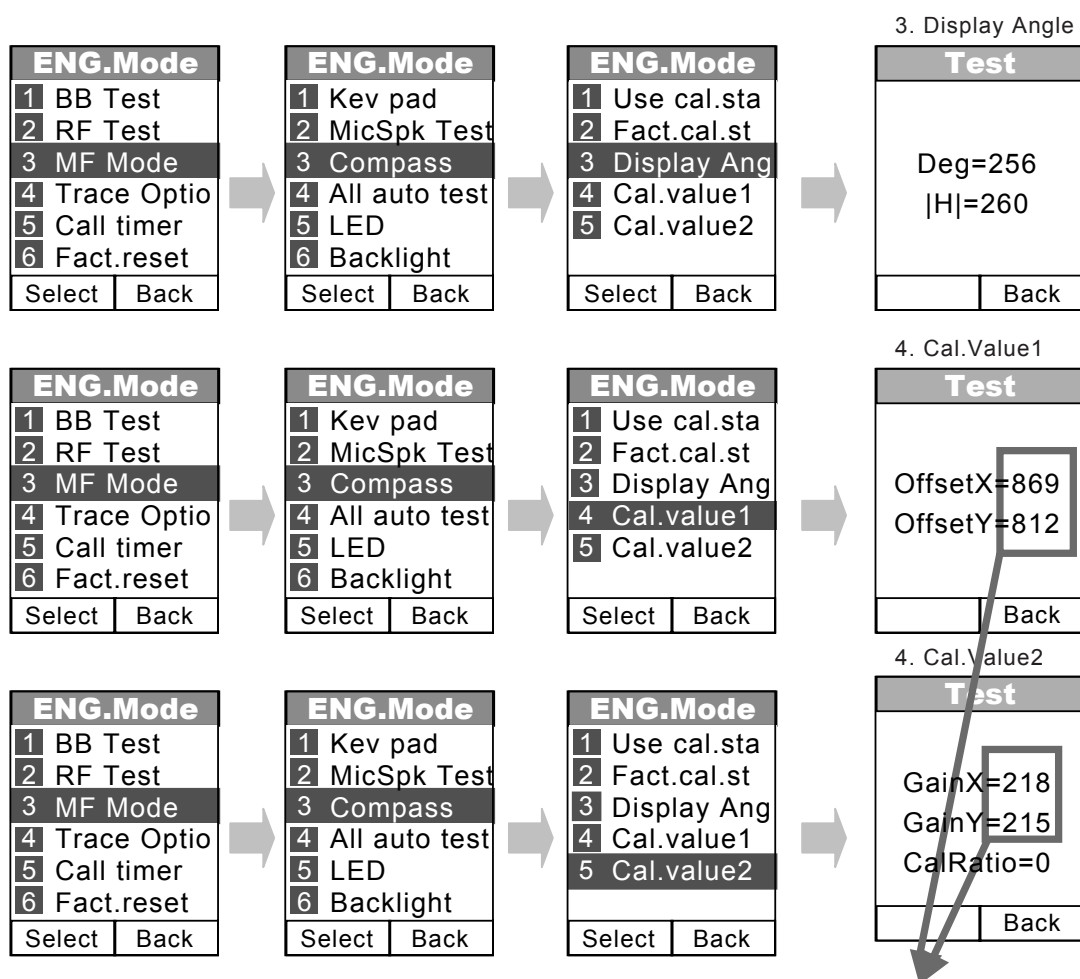 3. Display Angle
ENG.Mode
1 BB Test
2 RF Test
3 MF Mode
4 Trace Optio
5 Call timer
6 Fact.reset
Select Back
ENG.Mode
1 Kev pad
2 MicSpk Test
3 Compass
4 All auto test
5 LED
6 Backlight
Select Back
ENG.Mode
1 Use cal.sta
2 Fact.cal.st
3 Display Ang
4 Cal.value1
5 Cal.value2
Select Back
Test
Deg=256
|H|=260
Back
4. Cal.Value1
ENG.Mode
1 BB Test
2 RF Test
3 MF Mode
4 Trace Optio
5 Call timer
6 Fact.reset
Select Back
ENG.Mode
1 Kev pad
2 MicSpk Test
3 Compass
4 All auto test
5 LED
6 Backlight
Select Back
ENG.Mode
1 Use cal.sta
2 Fact.cal.st
3 Display Ang
4 Cal.value1
5 Cal.value2
Select Back
Test
OffsetX=869
OffsetY=812
Back
4. Cal.Value2
ENG.Mode
1 BB Test
2 RF Test
3 MF Mode
4 Trace Optio
5 Call timer
6 Fact.reset
Select Back
ENG.Mode
1 Kev pad
2 MicSpk Test
3 Compass
4 All auto test
5 LED
6 Backlight
Select Back
ENG.Mode
1 Use cal.sta
2 Fact.cal.st
3 Display Ang
4 Cal.value1
5 Cal.value2
Select Back
Test
GainX=218
GainY=215
CalRatio=0
Back